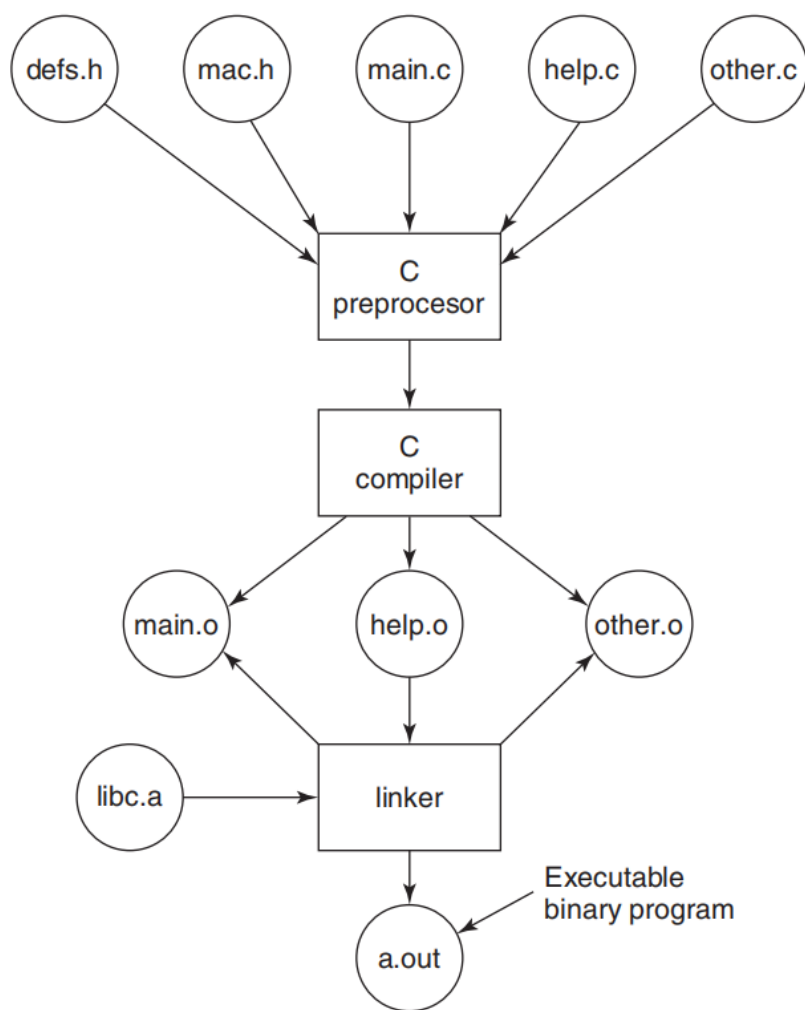 defs.h
mac.h
main.c
help.c
other.c
C
preprocesor
C
compiler
main.o
help.o
other.o
libc.a
linker
Executable
binary program
a.out